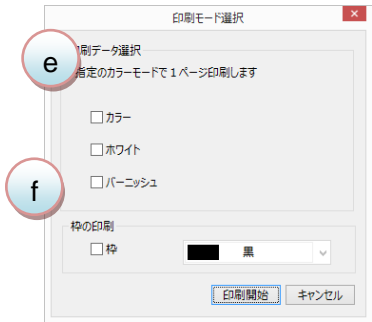 印刷モード選択
×
e
印刷データ選択
指定のカラーモードで1ページ印刷します
カラー
ホワイト
バーニッシュ
f
枠の印刷
枠
黒
印刷開始
キャンセル